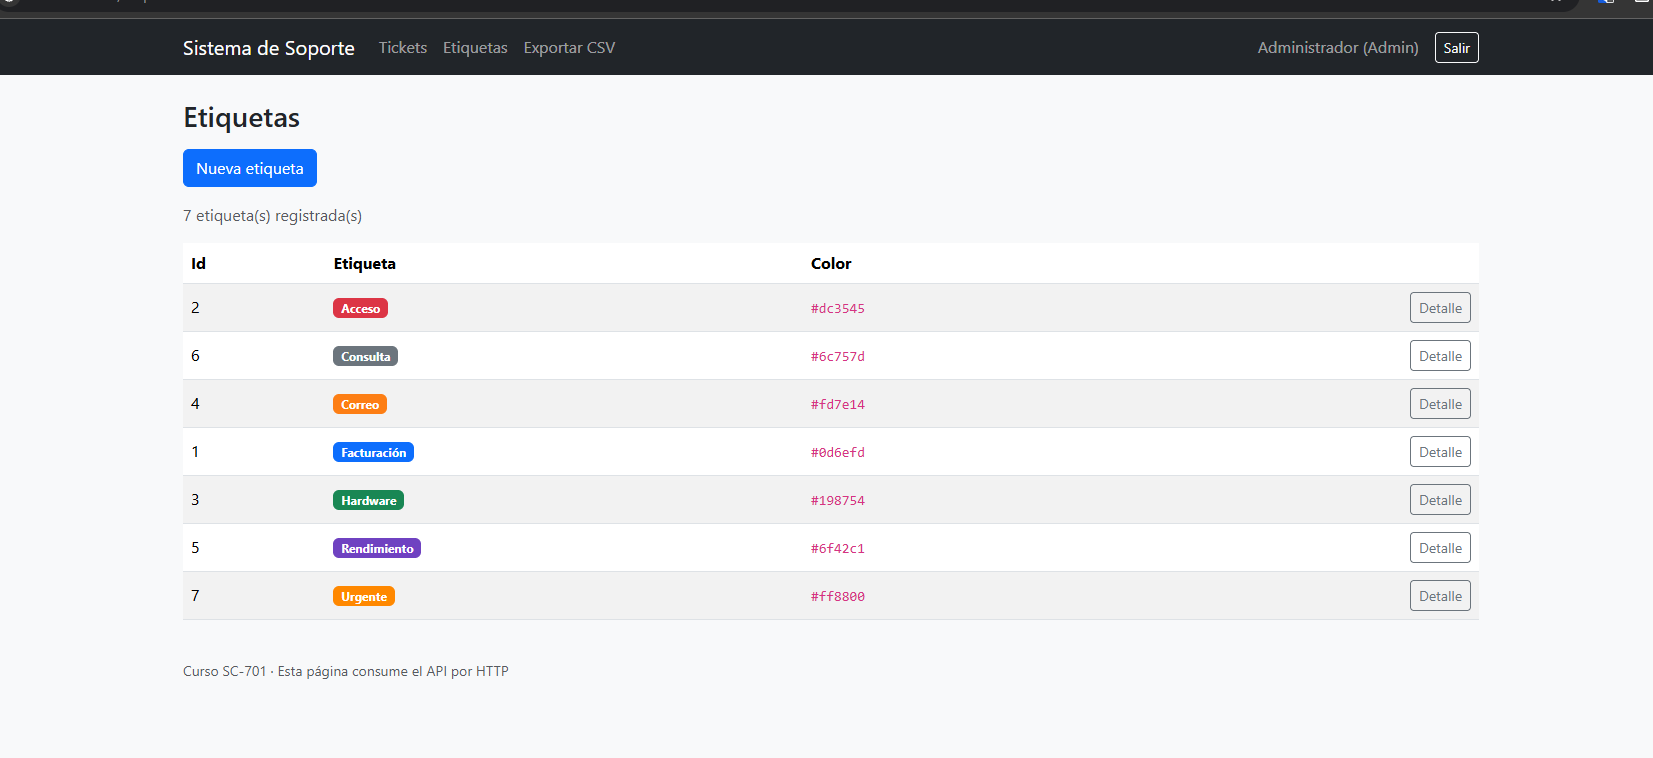 Sistema de Soporte Tickets Etiquetas Exportar CSV Administrador (Admin) Salir
Etiquetas
Nueva etiqueta
7 etiqueta(s) registrada(s)
Id Etiqueta Color
2 Acceso #dc3545 Detalle
6 Consulta #6c757d Detalle
4 Correo #fd7e14 Detalle
1 Facturación #0d6efd Detalle
3 Hardware #198754 Detalle
5 Rendimiento #6f42c1 Detalle
7 Urgente #ff8800 Detalle
Curso SC-701 · Esta página consume el API por HTTP